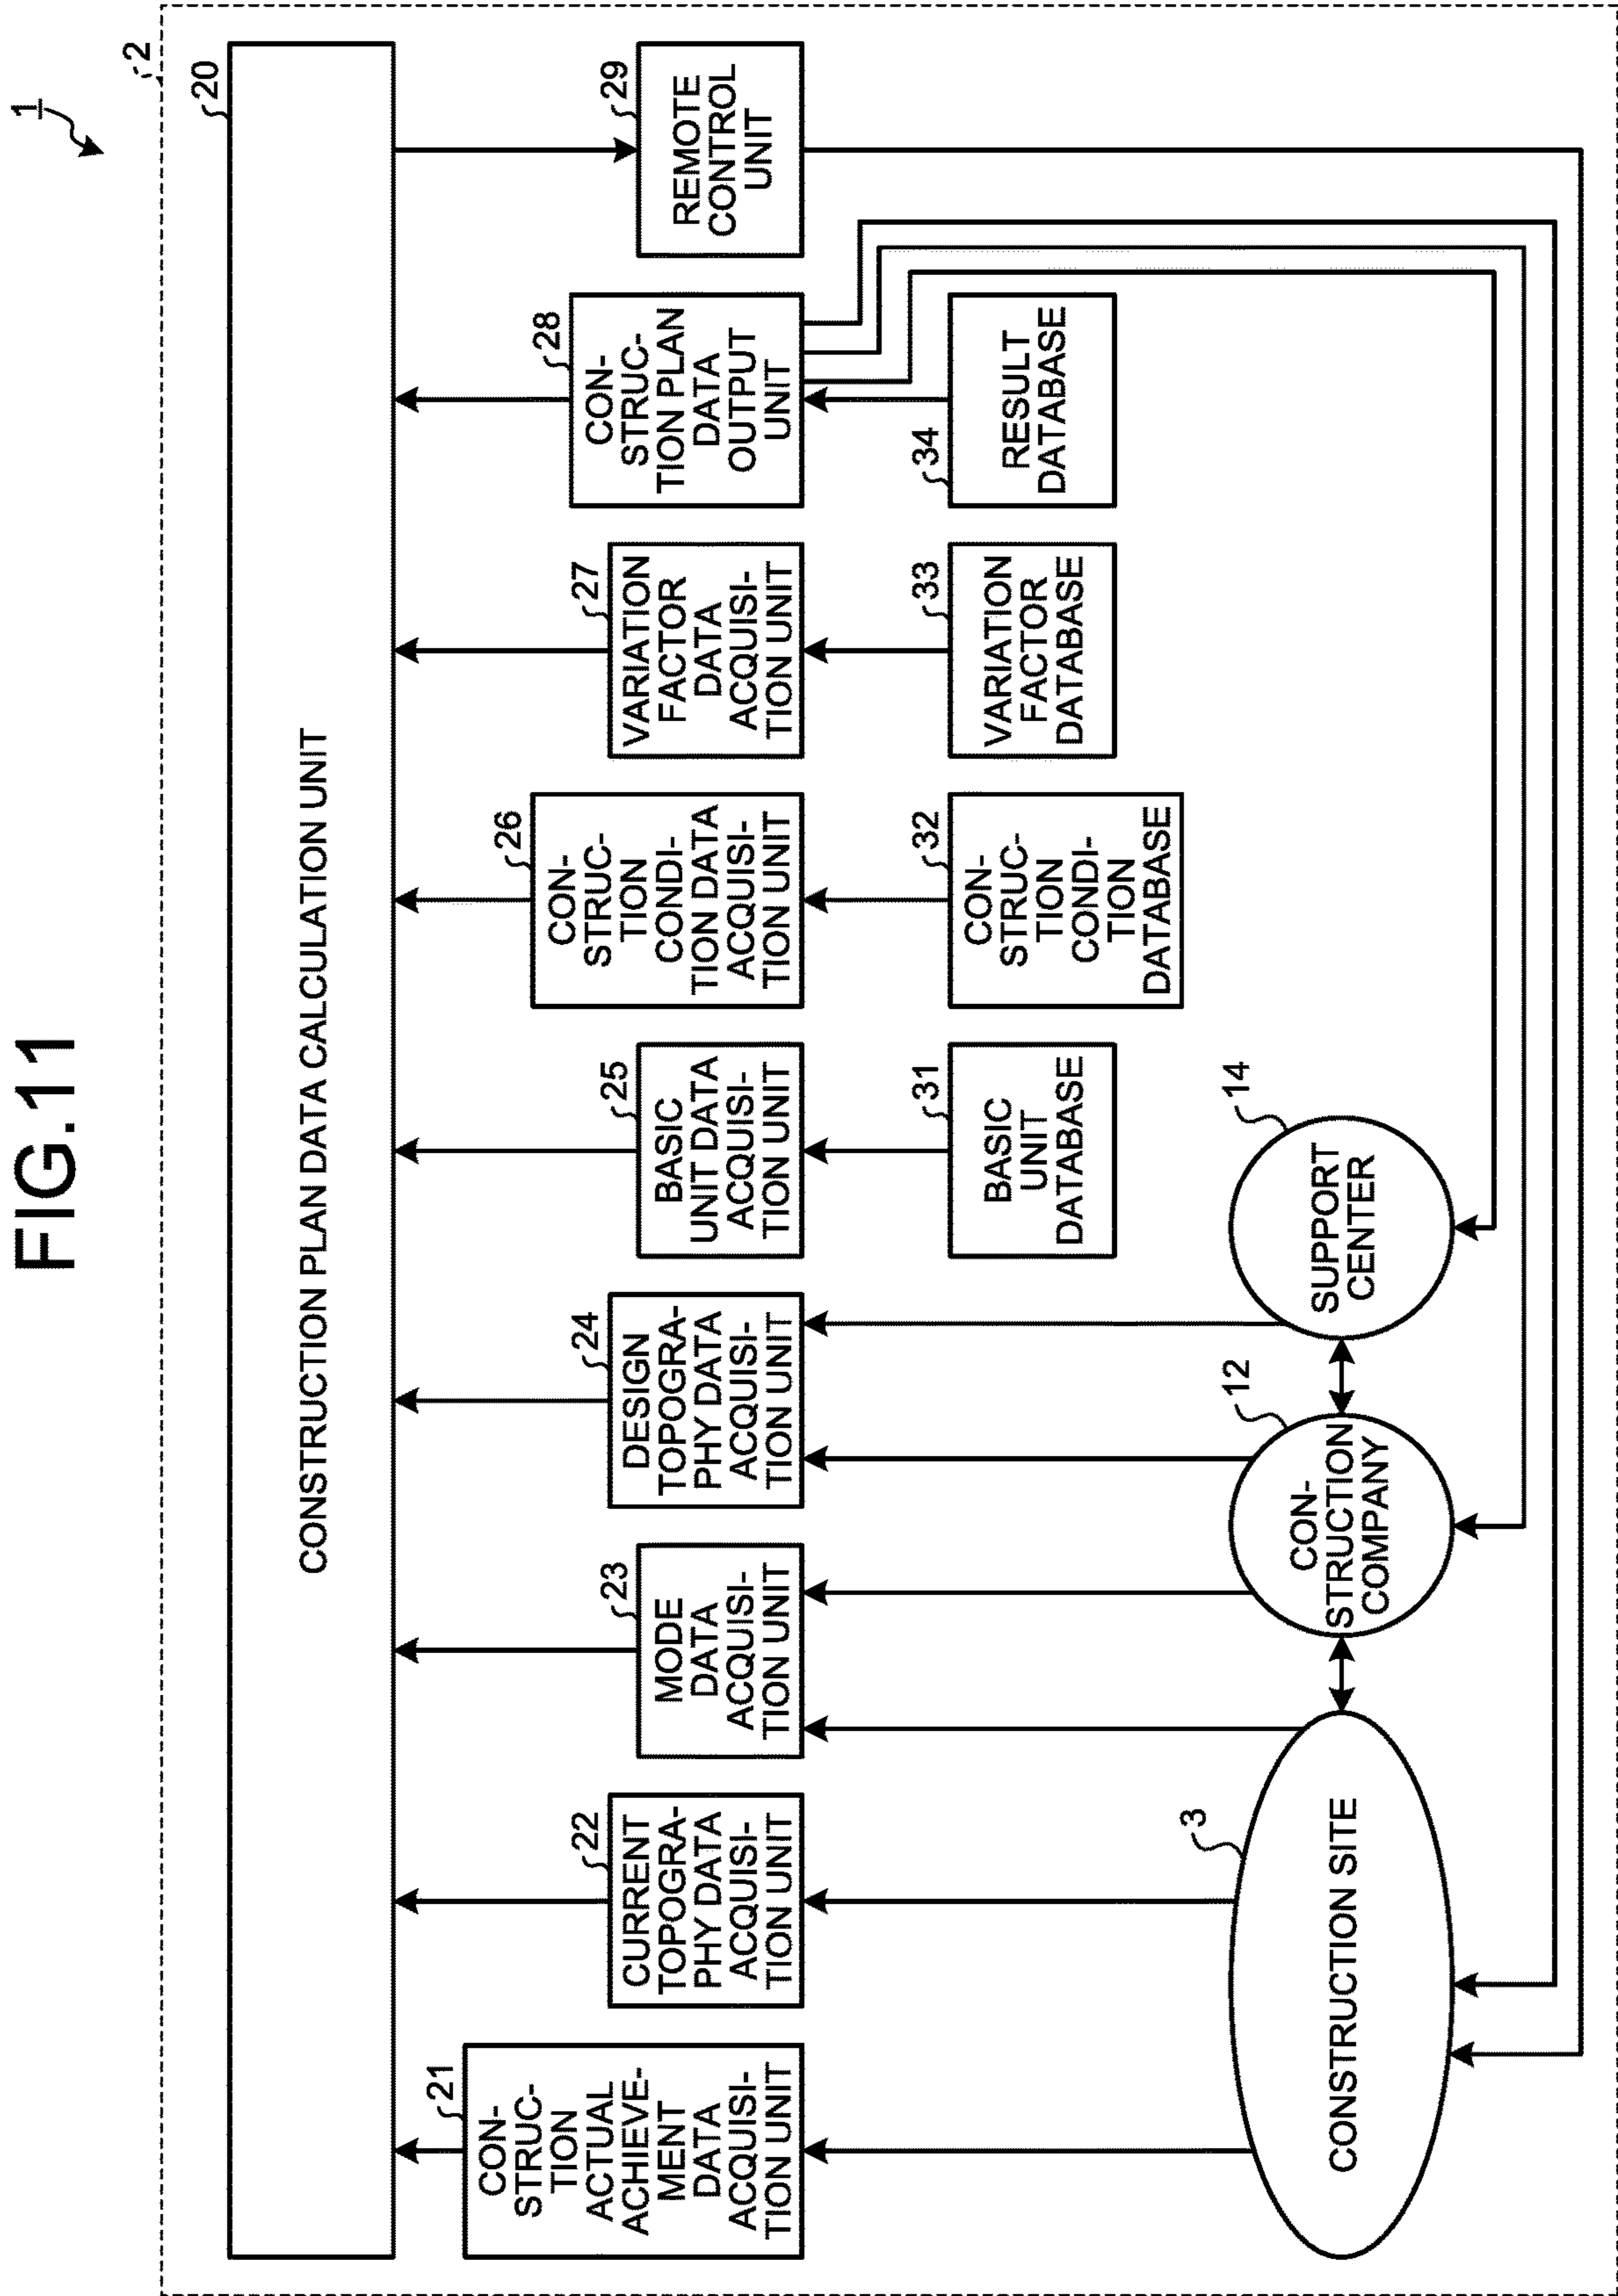 FIG.11
1
2
20
CONSTRUCTION PLAN DATA CALCULATION UNIT
21
CON-
STRUC-
TION
ACTUAL
ACHIEVE-
MENT
DATA
ACQUISI-
TION UNIT
22
CURRENT
TOPOGRA-
PHY DATA
ACQUISI-
TION UNIT
23
MODE
DATA
ACQUISI-
TION UNIT
24
DESIGN
TOPOGRA-
PHY DATA
ACQUISI-
TION UNIT
25
BASIC
UNIT DATA
ACQUISI-
TION UNIT
26
CON-
STRUC-
TION
CONDI-
TION DATA
ACQUISI-
TION UNIT
27
VARIATION
FACTOR
DATA
ACQUISI-
TION UNIT
28
CON-
STRUC-
TION PLAN
DATA
OUTPUT
UNIT
29
REMOTE
CONTROL
UNIT
31
BASIC
UNIT
DATABASE
32
CON-
STRUC-
TION
CONDI-
TION
DATABASE
33
VARIATION
FACTOR
DATABASE
34
RESULT
DATABASE
3
CONSTRUCTION SITE
12
CON-
STRUCTION
COMPANY
14
SUPPORT
CENTER